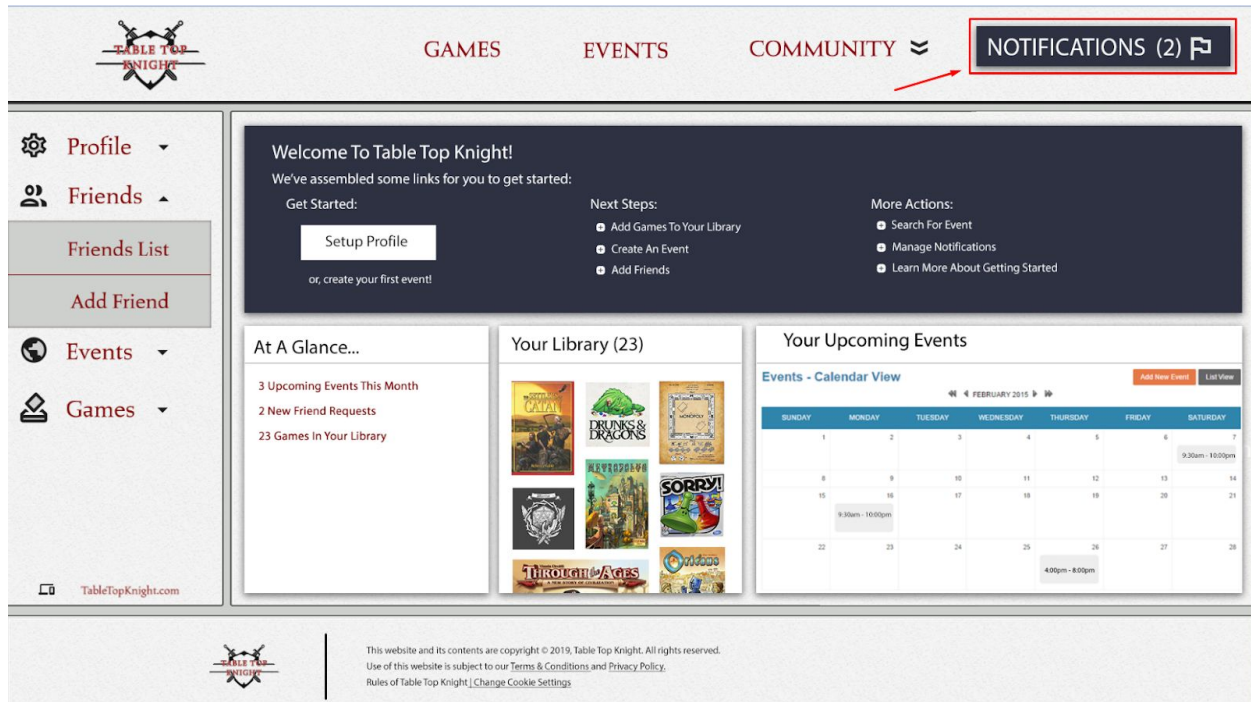 TABLE TOP
KNIGHT
GAMES
EVENTS
COMMUNITY
NOTIFICATIONS (2)
Profile
Friends
Friends List
Add Friend
Events
Games
TableTopKnight.com
Welcome To Table Top Knight!
We've assembled some links for you to get started:
Get Started:
Setup Profile
or, create your first event!
Next Steps:
Add Games To Your Library
Create An Event
Add Friends
More Actions:
Search For Event
Manage Notifications
Learn More About Getting Started
At A Glance...
3 Upcoming Events This Month
2 New Friend Requests
23 Games In Your Library
Your Library (23)
CATAN
DRUNKS &
DRAGONS
MONOPOLY
METROPOLYS
SORRY!
THROUGH the AGES
A NEW STORY OF CIVILIZATION
Orléans
Your Upcoming Events
Events - Calendar View
Add New Event
List View
FEBRUARY 2015
SUNDAY MONDAY TUESDAY WEDNESDAY THURSDAY FRIDAY SATURDAY
1 2 3 4 5 6 7
9:30am - 10:00pm
8 9 10 11 12 13 14
15 16 17 18 19 20 21
9:30am - 10:00pm
22 23 24 25 26 27 28
4:00pm - 8:00pm
TABLE TOP
KNIGHT
This website and its contents are copyright © 2019, Table Top Knight. All rights reserved.
Use of this website is subject to our Terms & Conditions and Privacy Policy.
Rules of Table Top Knight | Change Cookie Settings